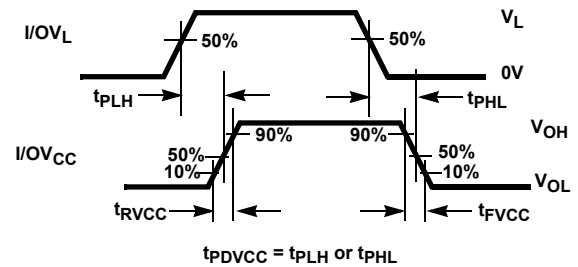 I/OVL
50%
50%
VL
0V
tPLH
tPHL
I/OVCC
90%
90%
VOH
50%
50%
10%
10%
VOL
tRVCC
tFVCC
tPDVCC = tPLH or tPHL